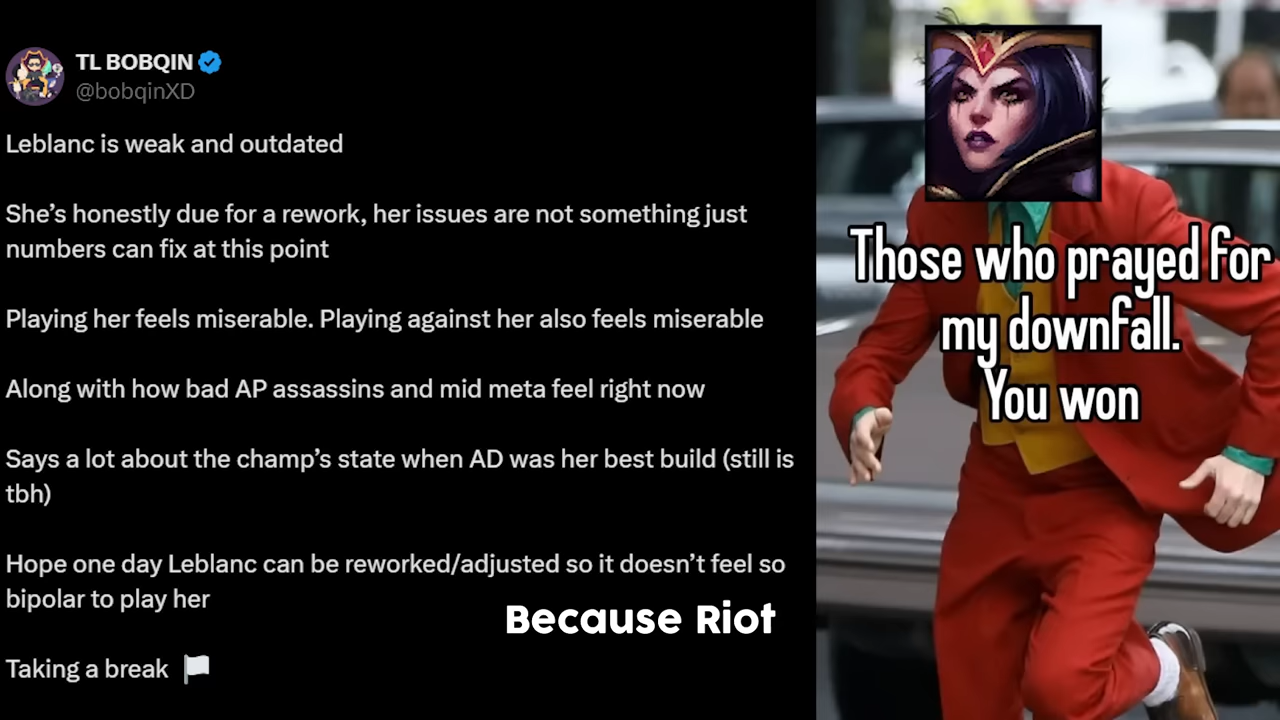 TL BOBQIN
@bobqinXD
Leblanc is weak and outdated
She’s honestly due for a rework, her issues are not something just
numbers can fix at this point
Playing her feels miserable. Playing against her also feels miserable
Along with how bad AP assassins and mid meta feel right now
Says a lot about the champ’s state when AD was her best build (still is
tbh)
Hope one day Leblanc can be reworked/adjusted so it doesn’t feel so
bipolar to play her
Taking a break 🏳️
Because Riot
Those who prayed for
my downfall.
You won